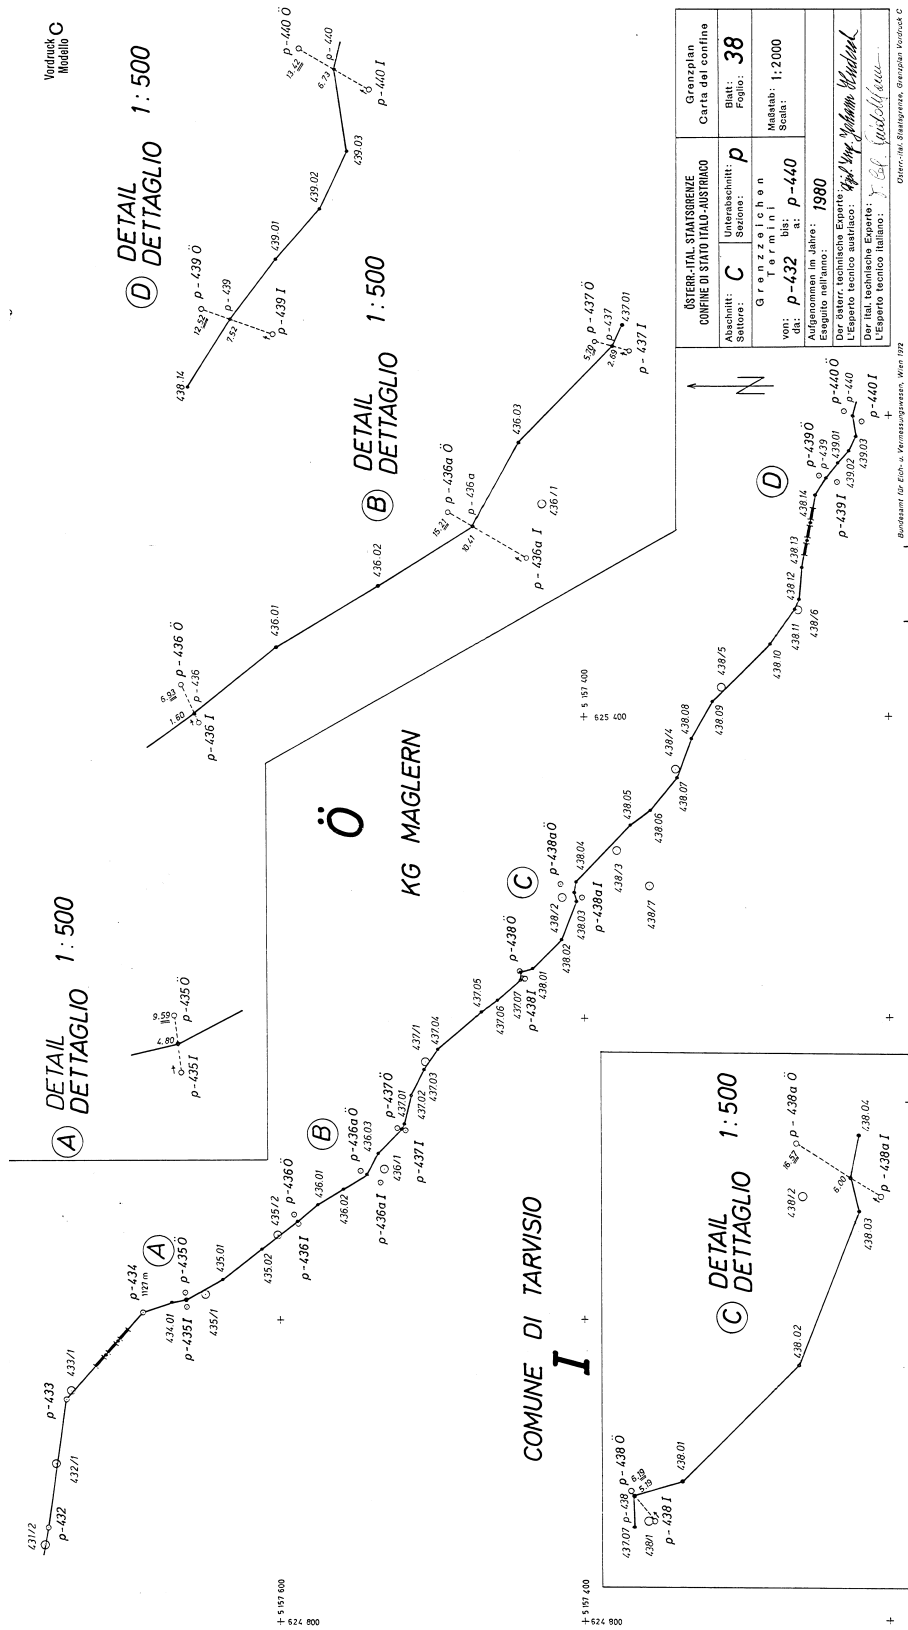 Vordruck
Modello C
A DETAIL
DETTAGLIO 1:500
9.59
4.80
p-435 Ö
p-435 I
B DETAIL
DETTAGLIO 1:500
p-436 Ö
6.93
1.60
p-436
p-436 I
436.01
436.02
p-436a Ö
15.21
p-436a
10.41
p-436a I
436/1
436.03
p-437 Ö
5.20
p-437
2.69
437.01
p-437 I
D DETAIL
DETTAGLIO 1:500
438.14
p-439 Ö
12.52
p-439
7.52
p-439 I
439.01
439.02
439.03
p-440 Ö
13.42
p-440
6.73
p-440 I
ÖSTERR.-ITAL. STAATSGRENZE
CONFINE DI STATO ITALO-AUSTRIACO
Grenzplan
Carta del confine
Abschnitt: C
Settore:
Unterabschnitt: p
Sezione:
Blatt: 38
Foglio:
Grenzzeichen
Termini
von: p-432 bis: p-440
da: a:
Maßstab: 1:2000
Scala:
Aufgenommen im Jahre: 1980
Eseguito nell'anno:
Der österr. technische Experte:
L'Esperto tecnico austriaco:
Der ital. technische Experte:
L'Esperto tecnico italiano:
Österr.-ital. Staatsgrenze, Grenzplan Vordruck C
Bundesamt für Eich- u. Vermessungswesen, Wien 1972
N
431/2
p-432
432/1
p-433
433/1
p-434
1127 m
434.01
A
p-435 Ö
p-435 I
435/1
435.01
435.02
435/2
p-436 Ö
p-436 I
436.01
436.02
B
p-436a Ö
436.03
p-436a I
436/1
p-437 Ö
p-437 I
437.01
437.02
437.03
437/1
437.04
437.05
437.06
437.07
p-438 Ö
p-438 I
438.01
438.02
C
438/2
p-438a Ö
438.03
p-438a I
438.04
438/3
438/7
438.05
438.06
438.07
438/4
438.08
438.09
438/5
438.10
438.11
438/6
438.12
438.13
438.14
D
p-439 Ö
p-439
p-439 I
439.01
439.02
439.03
p-440 Ö
p-440
p-440 I
Ö
KG MAGLERN
COMUNE DI TARVISIO
I
5 157 400
625 400
5 157 600
624 800
5 157 400
624 800
C DETAIL
DETTAGLIO 1:500
437.07
p-438
p-438 Ö
6.19
5.19
438/1
p-438 I
438.01
438.02
438.03
438/2
6.00
16.57
p-438a Ö
p-438a I
438.04